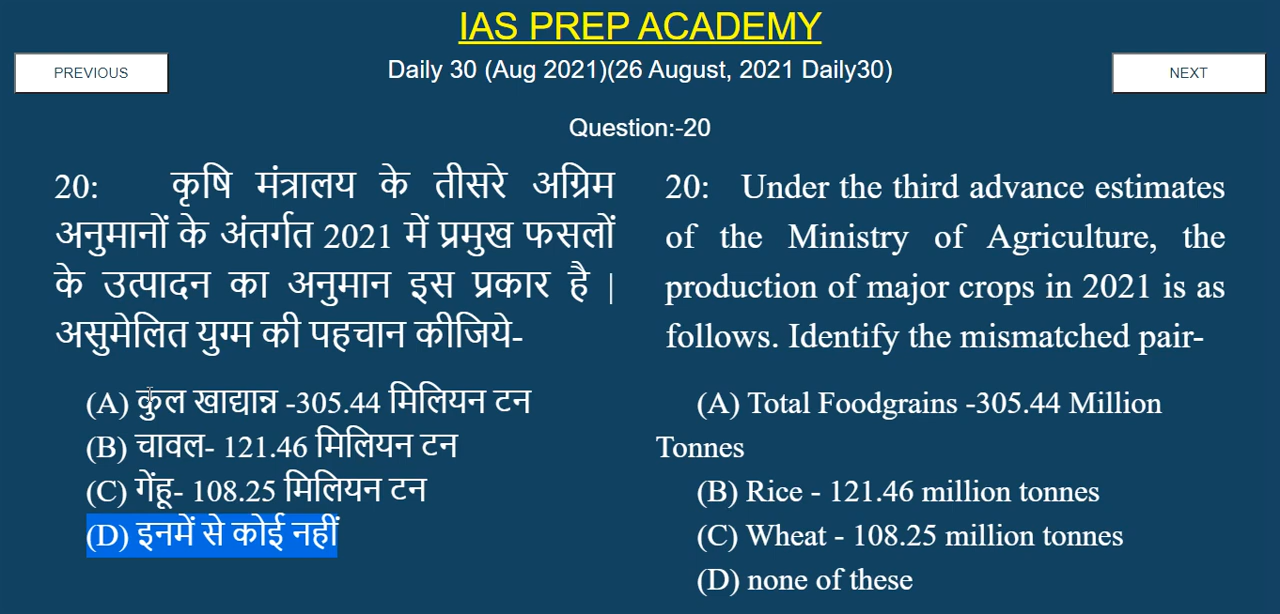 IAS PREP ACADEMY
PREVIOUS
Daily 30 (Aug 2021)(26 August, 2021 Daily30)
NEXT
Question:-20
20: कृषि मंत्रालय के तीसरे अग्रिम
अनुमानों के अंतर्गत 2021 में प्रमुख फसलों
के उत्पादन का अनुमान इस प्रकार है |
असुमेलित युग्म की पहचान कीजिये-
(A) कुल खाद्यान्न -305.44 मिलियन टन
(B) चावल- 121.46 मिलियन टन
(C) गेंहू- 108.25 मिलियन टन
(D) इनमें से कोई नहीं
20: Under the third advance estimates
of the Ministry of Agriculture, the
production of major crops in 2021 is as
follows. Identify the mismatched pair-
(A) Total Foodgrains -305.44 Million
Tonnes
(B) Rice - 121.46 million tonnes
(C) Wheat - 108.25 million tonnes
(D) none of these